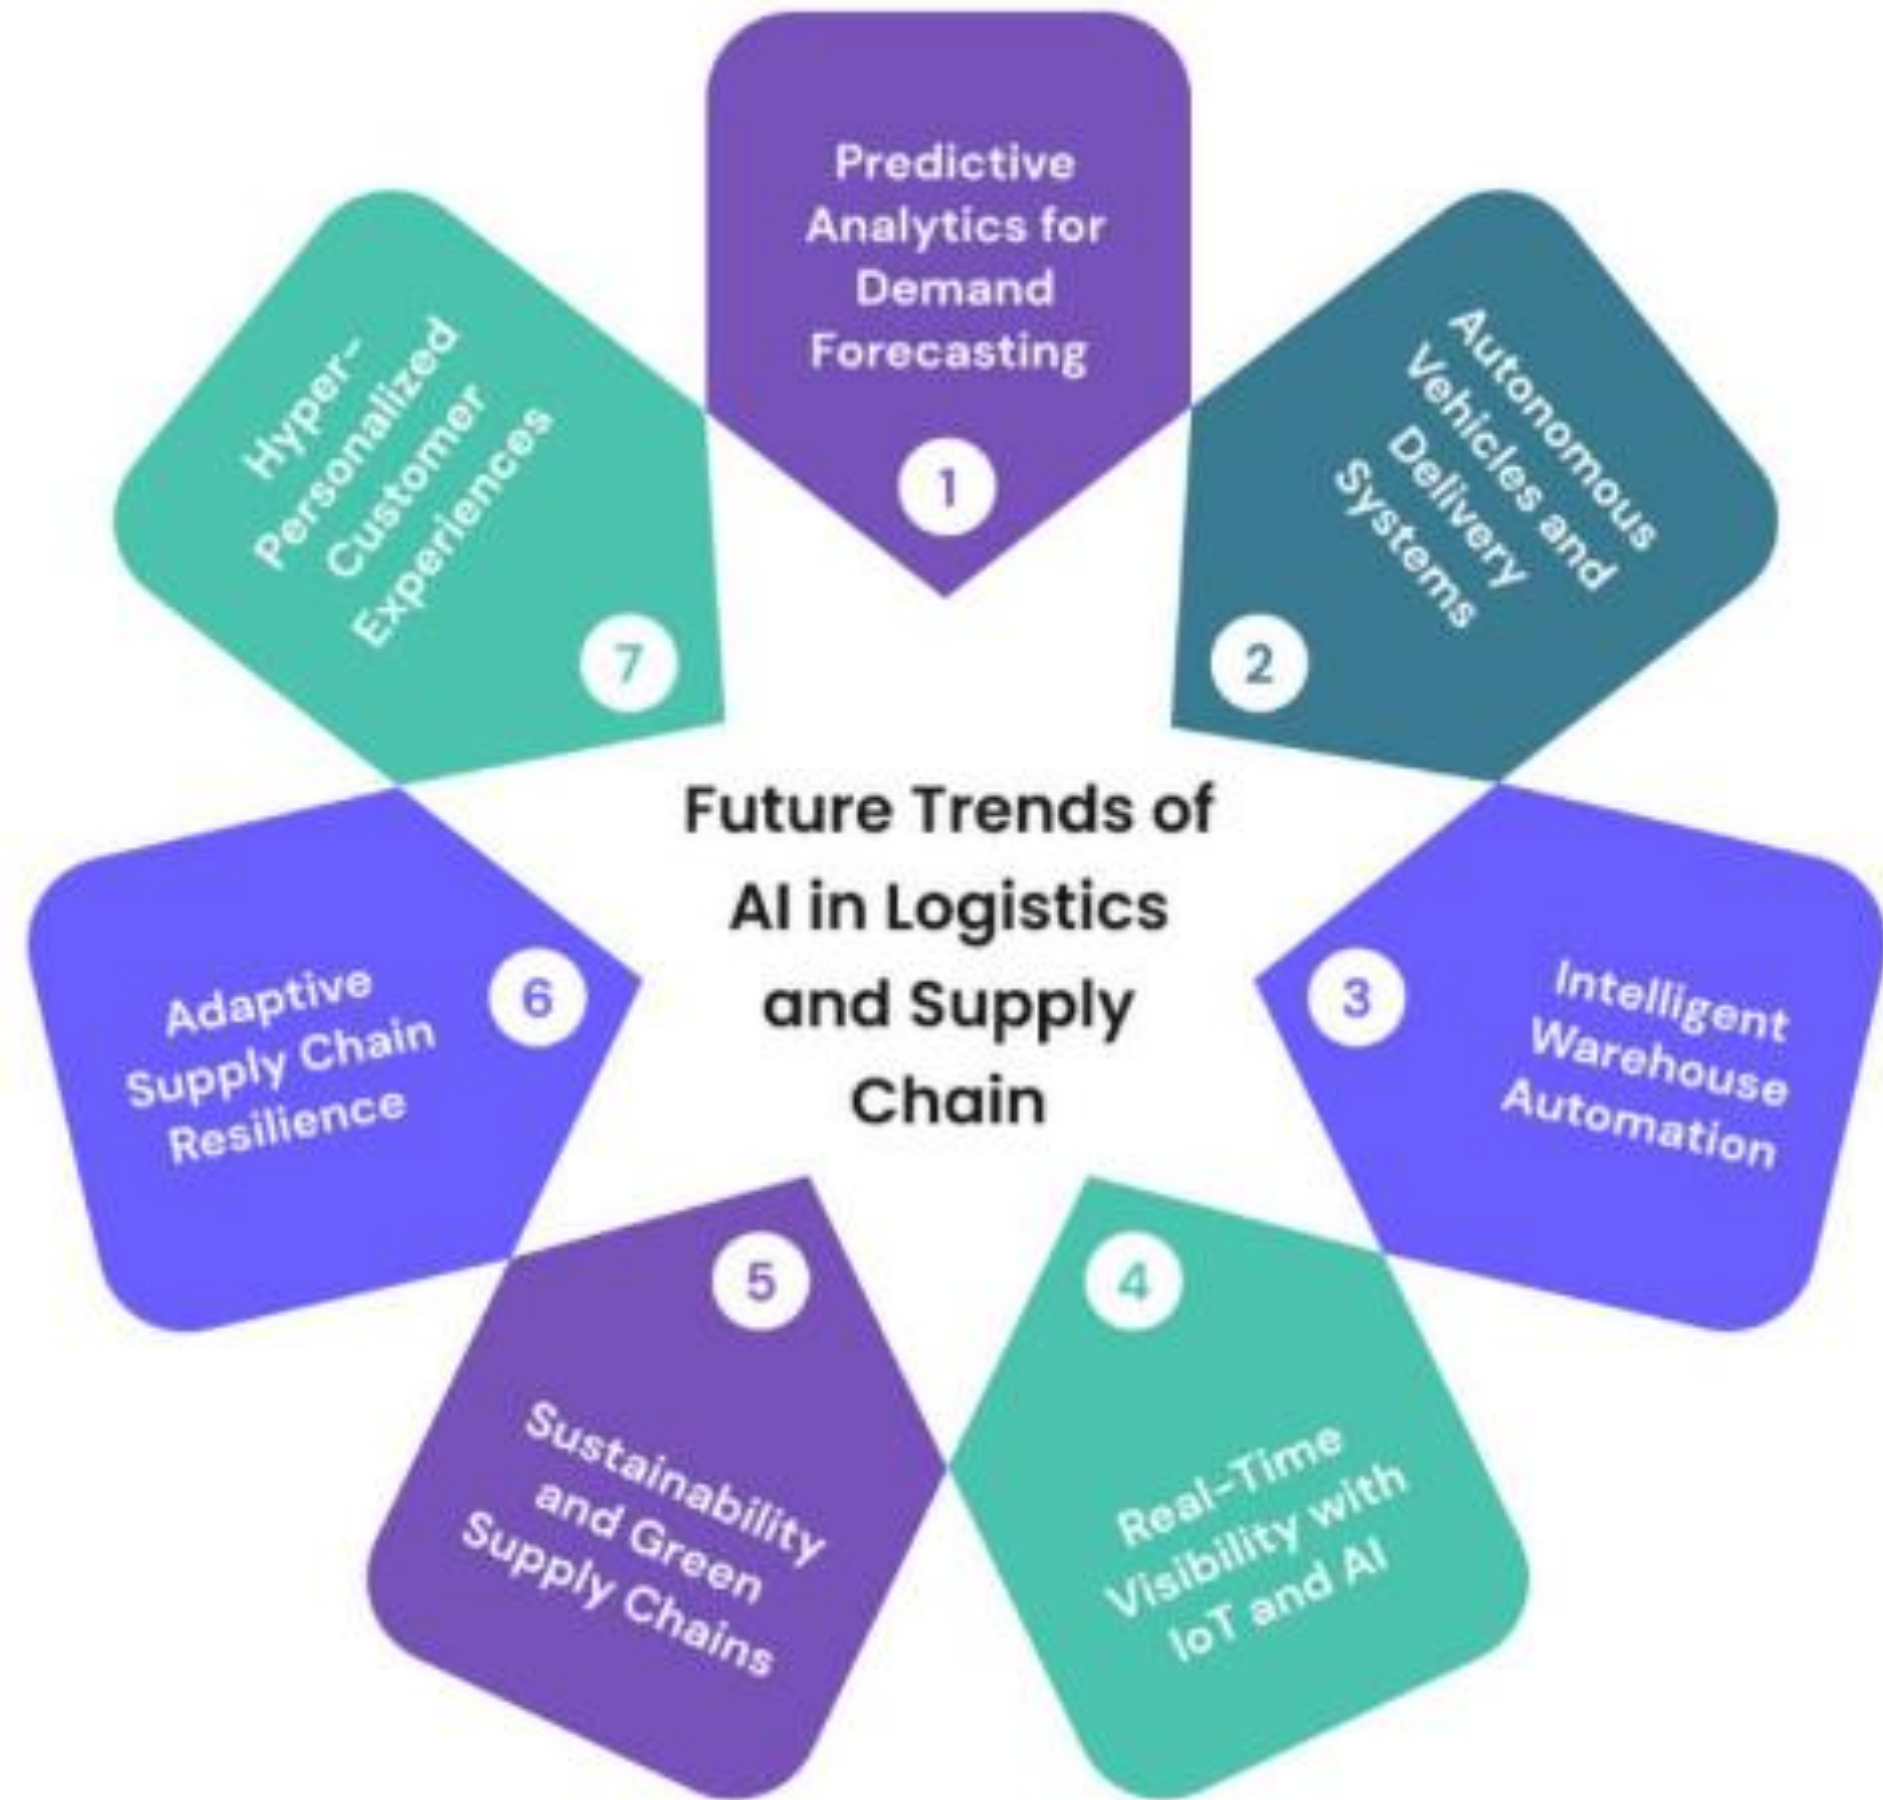 Predictive
Analytics for
Demand
Forecasting
1
Autonomous
Vehicles and
Delivery
Systems
2
Intelligent
Warehouse
Automation
3
Real-Time
Visibility with
IoT and AI
4
Sustainability
and Green
Supply Chains
5
Adaptive
Supply Chain
Resilience
6
Hyper-
Personalized
Customer
Experiences
7
Future Trends of
AI in Logistics
and Supply
Chain